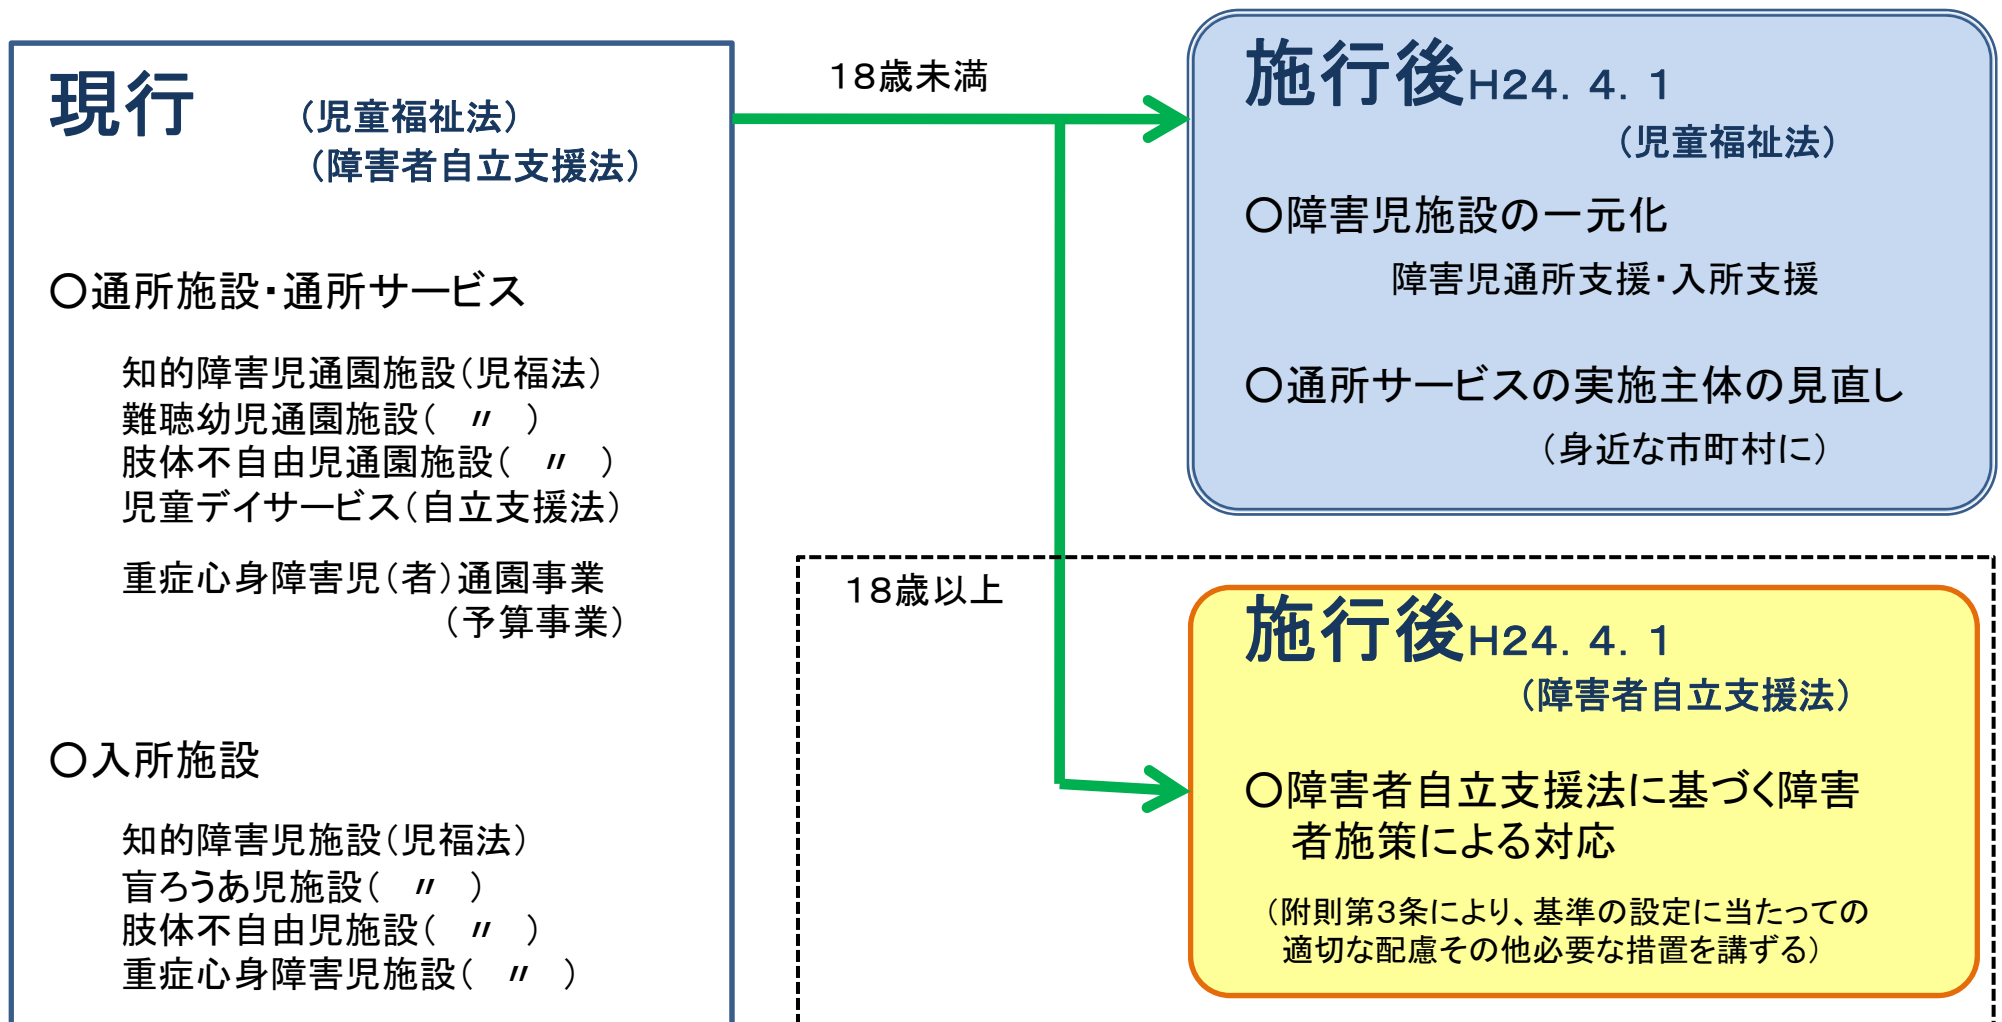 現行
（児童福祉法）
（障害者自立支援法）
○通所施設・通所サービス
知的障害児通園施設（児福法）
難聴幼児通園施設（　〃　）
肢体不自由児通園施設（　〃　）
児童デイサービス（自立支援法）
重症心身障害児（者）通園事業
（予算事業）
○入所施設
知的障害児施設（児福法）
盲ろうあ児施設（　〃　）
肢体不自由児施設（　〃　）
重症心身障害児施設（　〃　）
18歳未満
施行後H24．4．1
（児童福祉法）
○障害児施設の一元化
障害児通所支援・入所支援
○通所サービスの実施主体の見直し
（身近な市町村に）
18歳以上
施行後H24．4．1
（障害者自立支援法）
○障害者自立支援法に基づく障害
者施策による対応
（附則第3条により、基準の設定に当たっての
適切な配慮その他必要な措置を講ずる）